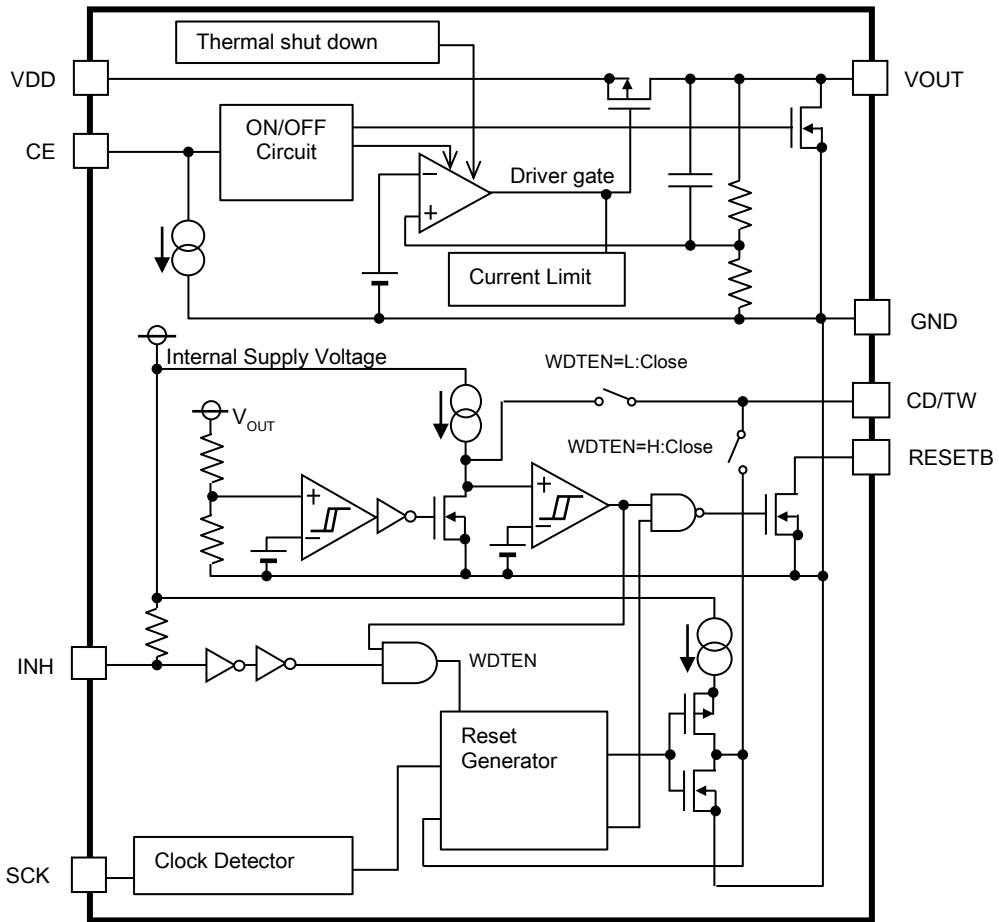 Thermal shut down
VDD
VOUT
ON/OFF
Circuit
CE
Driver gate
−
+
Current Limit
GND
Internal Supply Voltage
WDTEN=L:Close
CD/TW
VOUT
WDTEN=H:Close
RESETB
+
−
+
−
INH
WDTEN
Reset
Generator
Clock Detector
SCK